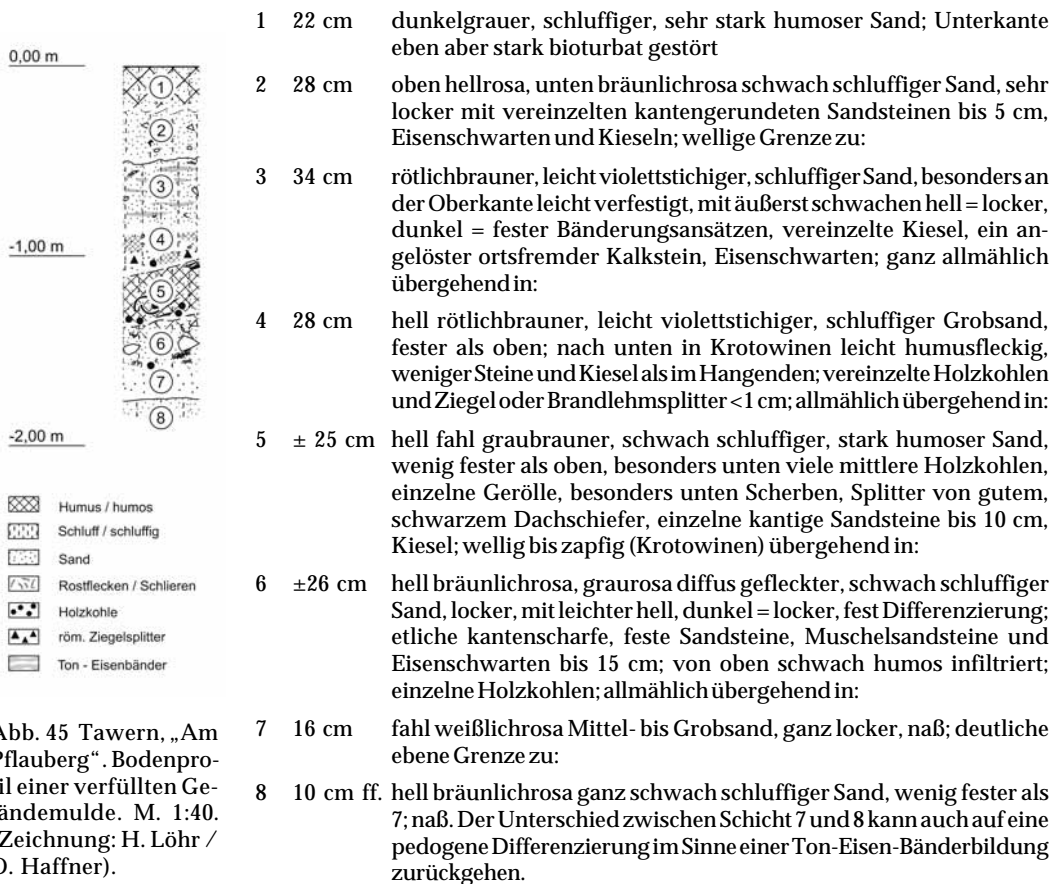 0,00 m
1
2
3
4
-1,00 m
5
6
7
8
-2,00 m
Humus / humos
Schluff / schluffig
Sand
Rostflecken / Schlieren
Holzkohle
röm. Ziegelsplitter
Ton - Eisenbänder
Abb. 45 Tawern, „Am
Pflauberg“. Bodenpro-
il einer verfüllten Ge-
ändemulde. M. 1:40.
Zeichnung: H. Löhr /
D. Haffner).
1 22 cm dunkelgrauer, schluffiger, sehr stark humoser Sand; Unterkante
eben aber stark bioturbat gestört
2 28 cm oben hellrosa, unten bräunlichrosa schwach schluffiger Sand, sehr
locker mit vereinzelten kantengerundeten Sandsteinen bis 5 cm,
Eisenschwarten und Kieseln; wellige Grenze zu:
3 34 cm rötlichbrauner, leicht violettstichiger, schluffiger Sand, besonders an
der Oberkante leicht verfestigt, mit äußerst schwachen hell = locker,
dunkel = fester Bänderungsansätzen, vereinzelte Kiesel, ein an-
gelöster ortsfremder Kalkstein, Eisenschwarten; ganz allmählich
übergehend in:
4 28 cm hell rötlichbrauner, leicht violettstichiger, schluffiger Grobsand,
fester als oben; nach unten in Krotowinen leicht humusfleckig,
weniger Steine und Kiesel als im Hangenden; vereinzelte Holzkohlen
und Ziegel oder Brandlehmsplitter <1 cm; allmählich übergehend in:
5 ± 25 cm hell fahl graubrauner, schwach schluffiger, stark humoser Sand,
wenig fester als oben, besonders unten viele mittlere Holzkohlen,
einzelne Gerölle, besonders unten Scherben, Splitter von gutem,
schwarzem Dachschiefer, einzelne kantige Sandsteine bis 10 cm,
Kiesel; wellig bis zapfig (Krotowinen) übergehend in:
6 ±26 cm hell bräunlichrosa, graurosa diffus gefleckter, schwach schluffiger
Sand, locker, mit leichter hell, dunkel = locker, fest Differenzierung;
etliche kantenscharfe, feste Sandsteine, Muschelsandsteine und
Eisenschwarten bis 15 cm; von oben schwach humos infiltriert;
einzelne Holzkohlen; allmählich übergehend in:
7 16 cm fahl weißlichrosa Mittel- bis Grobsand, ganz locker, naß; deutliche
ebene Grenze zu:
8 10 cm ff. hell bräunlichrosa ganz schwach schluffiger Sand, wenig fester als
7; naß. Der Unterschied zwischen Schicht 7 und 8 kann auch auf eine
pedogene Differenzierung im Sinne einer Ton-Eisen-Bänderbildung
zurückgehen.